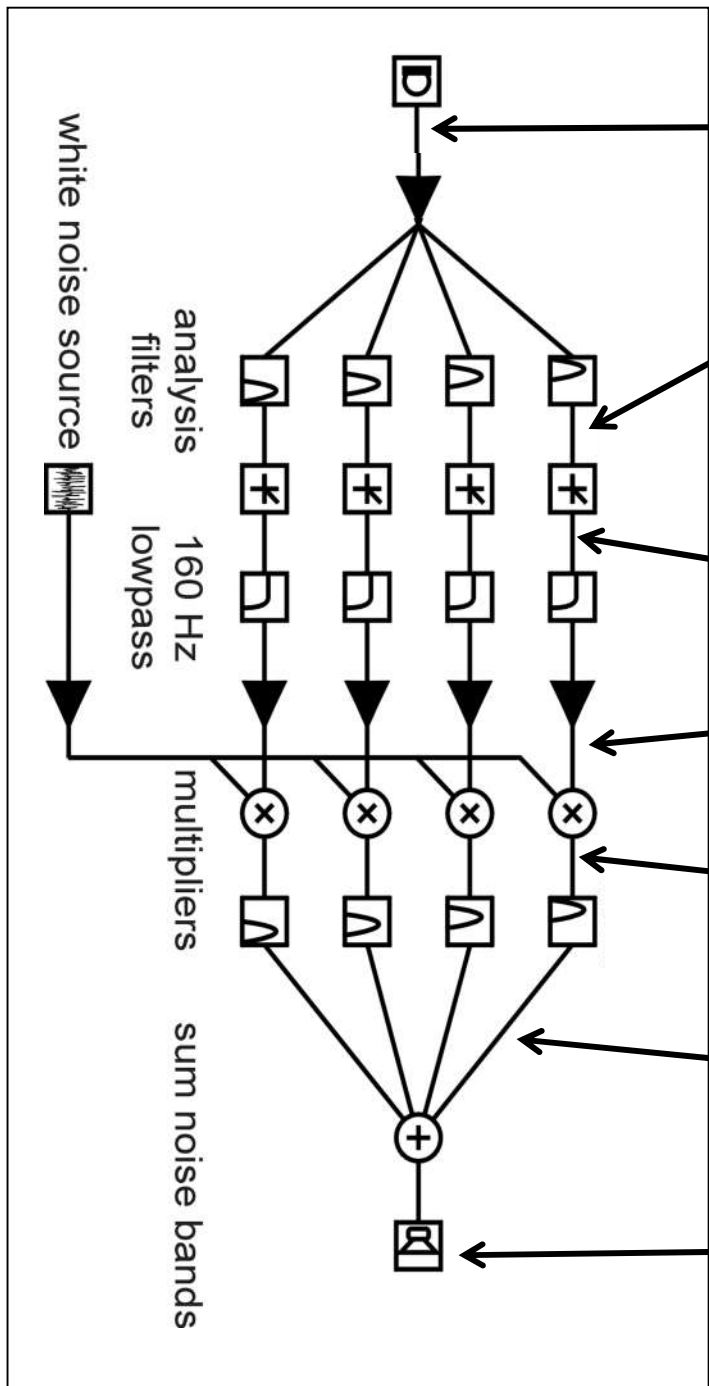 white noise source
analysis
filters
160 Hz
lowpass
multipliers
sum noise bands